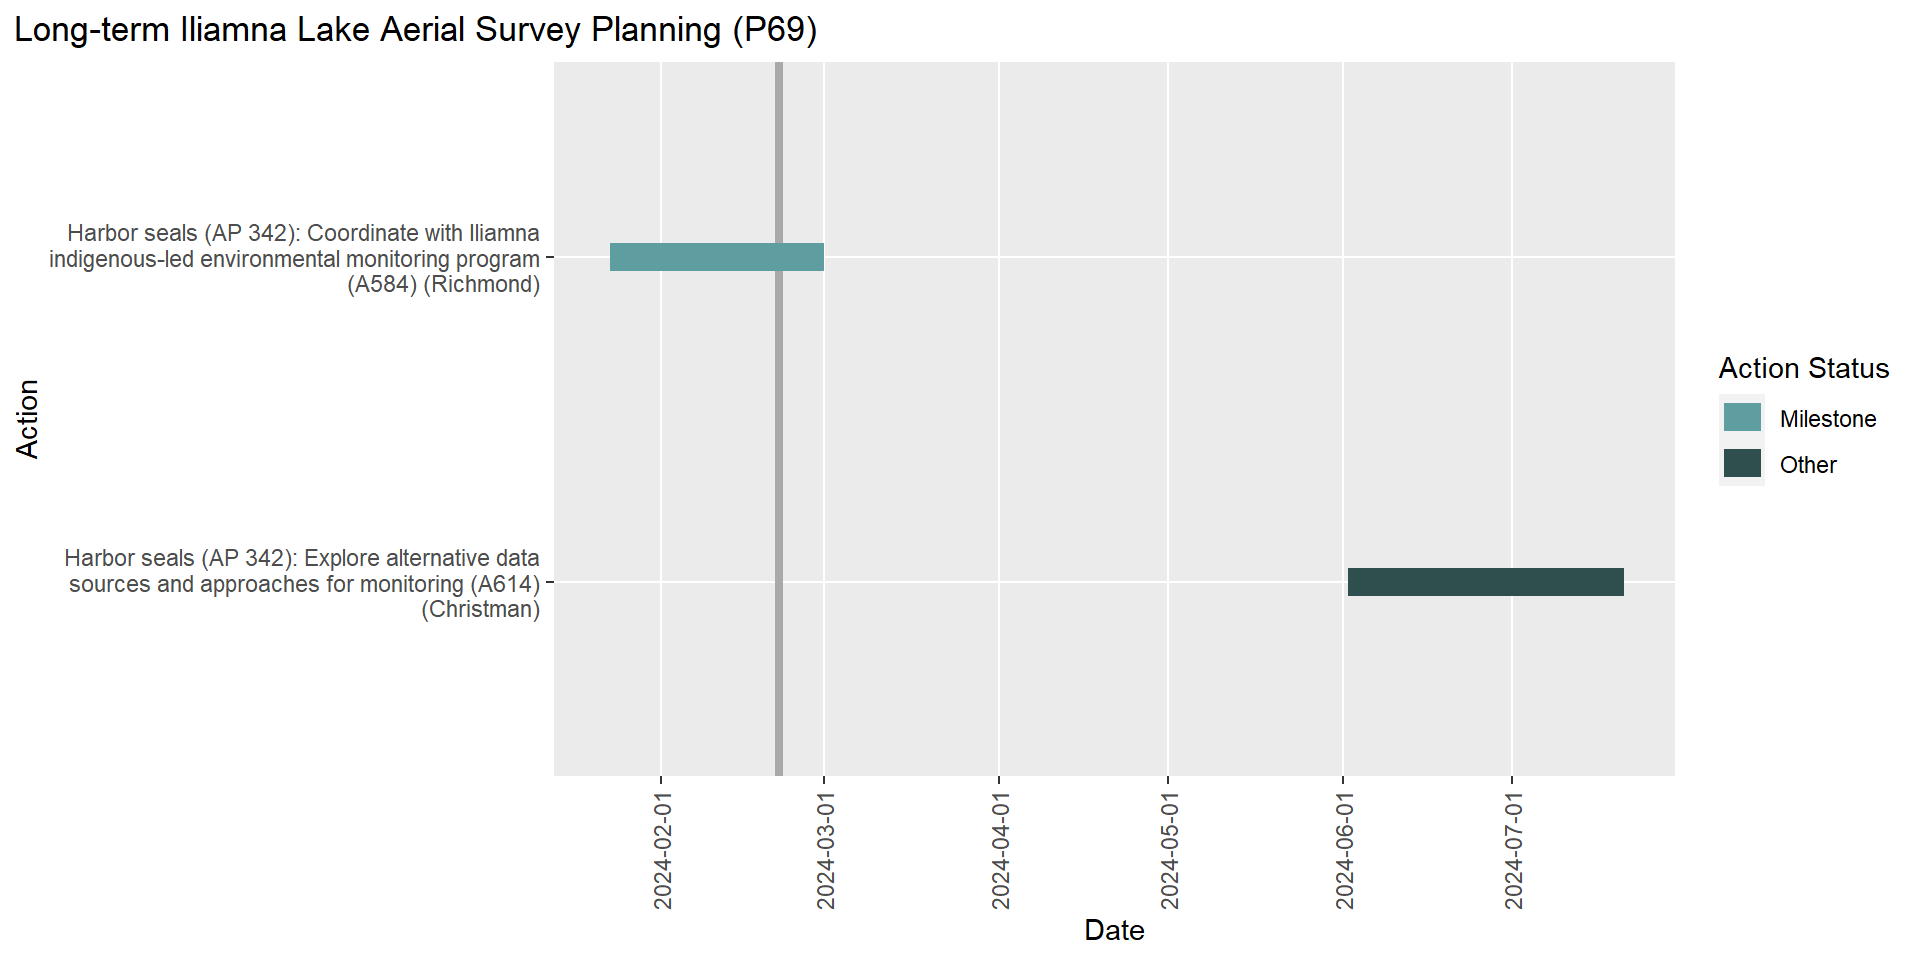 Long-term Iliamna Lake Aerial Survey Planning (P69)
Harbor seals (AP 342): Coordinate with Iliamna
indigenous-led environmental monitoring program
(A584) (Richmond)
Action
Harbor seals (AP 342): Explore alternative data
sources and approaches for monitoring (A614)
(Christman)
Action Status
Milestone
Other
2024-02-01
2024-03-01
2024-04-01
2024-05-01
2024-06-01
2024-07-01
Date